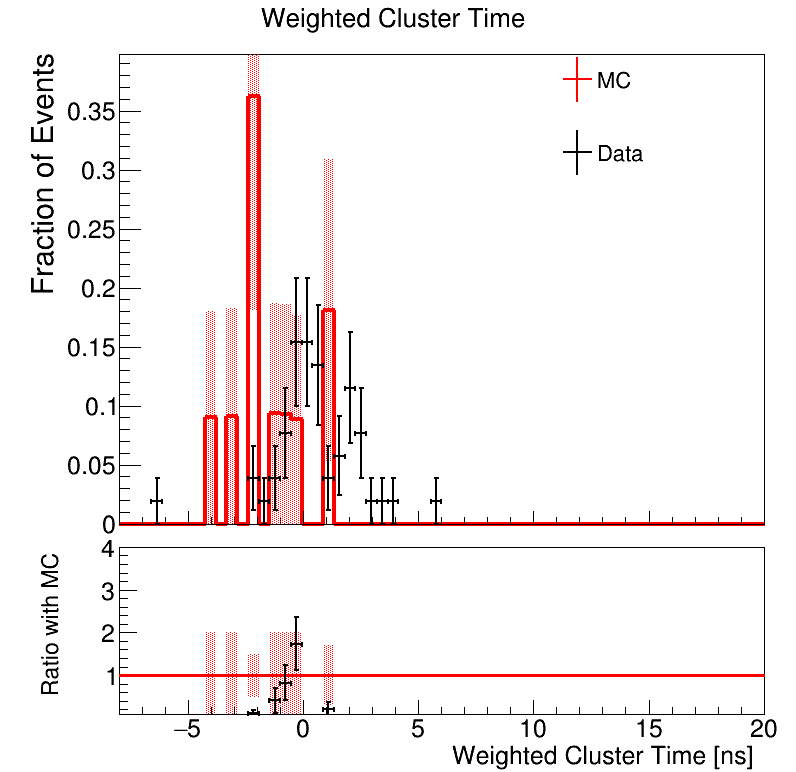 Weighted Cluster Time
Fraction of Events
0.35
0.3
0.25
0.2
0.15
0.1
0.05
0
MC
Data
Ratio with MC
4
3
2
1
−5 0 5 10 15 20
Weighted Cluster Time [ns]